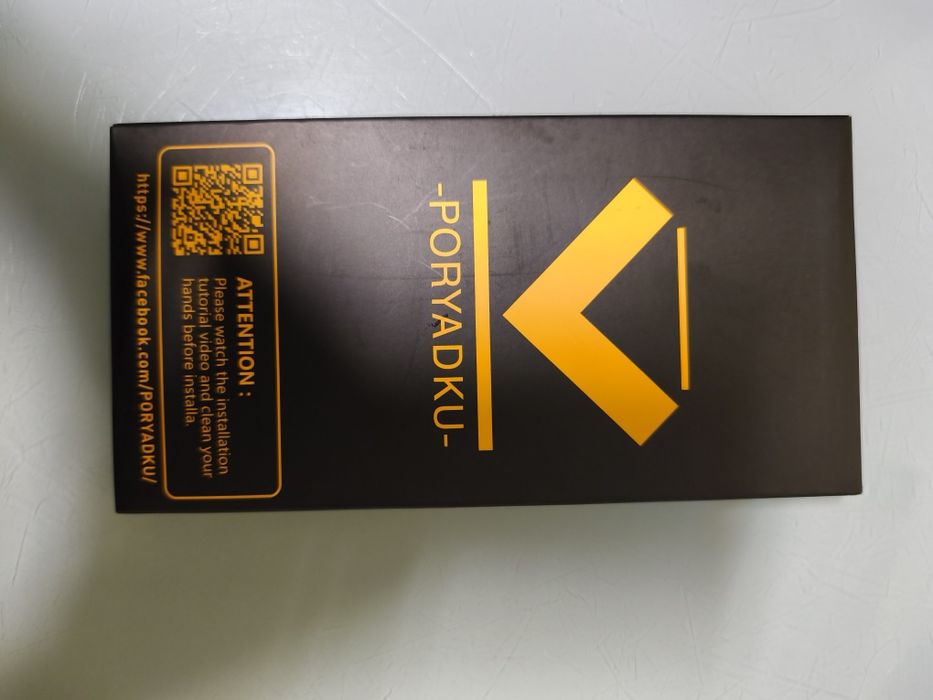 -PORYADKU-
ATTENTION :
Please watch the installation
tutorial video and clean your
hands before installa.
https://www.facebook.com/PORYADKU/